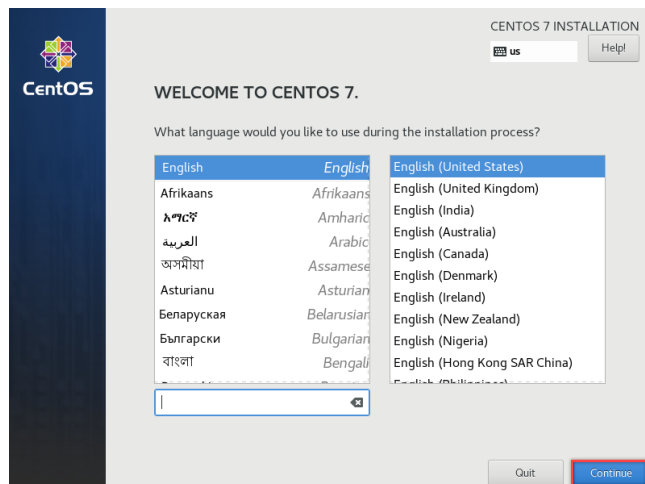 CENTOS 7 INSTALLATION
us
Help!
CentOS
WELCOME TO CENTOS 7.
What language would you like to use during the installation process?
English English
Afrikaans Afrikaans
አማርኛ Amharic
العربية Arabic
অসমীয়া Assamese
Asturianu Asturian
Беларуская Belarusian
Български Bulgarian
বাংলা Bengali
English (United States)
English (United Kingdom)
English (India)
English (Australia)
English (Canada)
English (Denmark)
English (Ireland)
English (New Zealand)
English (Nigeria)
English (Hong Kong SAR China)
English (Philippines)
Quit
Continue